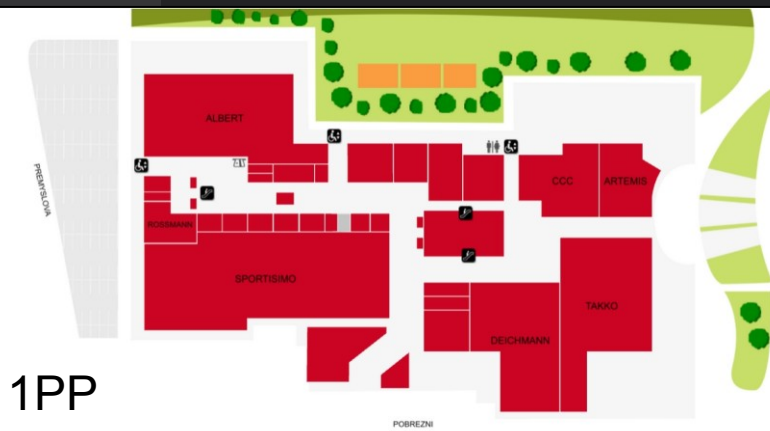 ALBERT
PREMYSLOVA
CCC
ARTEMIS
ROSSMANN
SPORTISIMO
TAKKO
DEICHMANN
1PP
POBREZNI